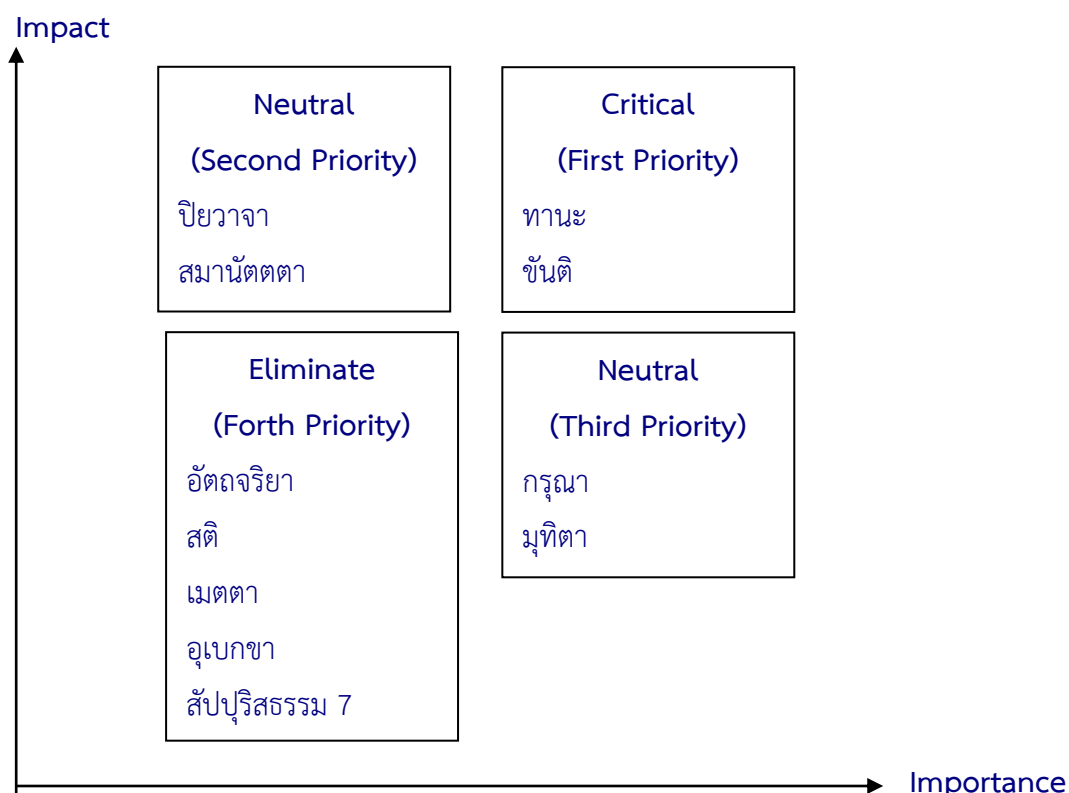 Impact
Neutral
(Second Priority)
ปิยวาจา
สมานัตตตา
Critical
(First Priority)
ทานะ
ขันติ
Eliminate
(Forth Priority)
อัตถจริยา
สติ
เมตตา
อุเบกขา
สัปปุริสธรรม 7
Neutral
(Third Priority)
กรุณา
มุทิตา
Importance